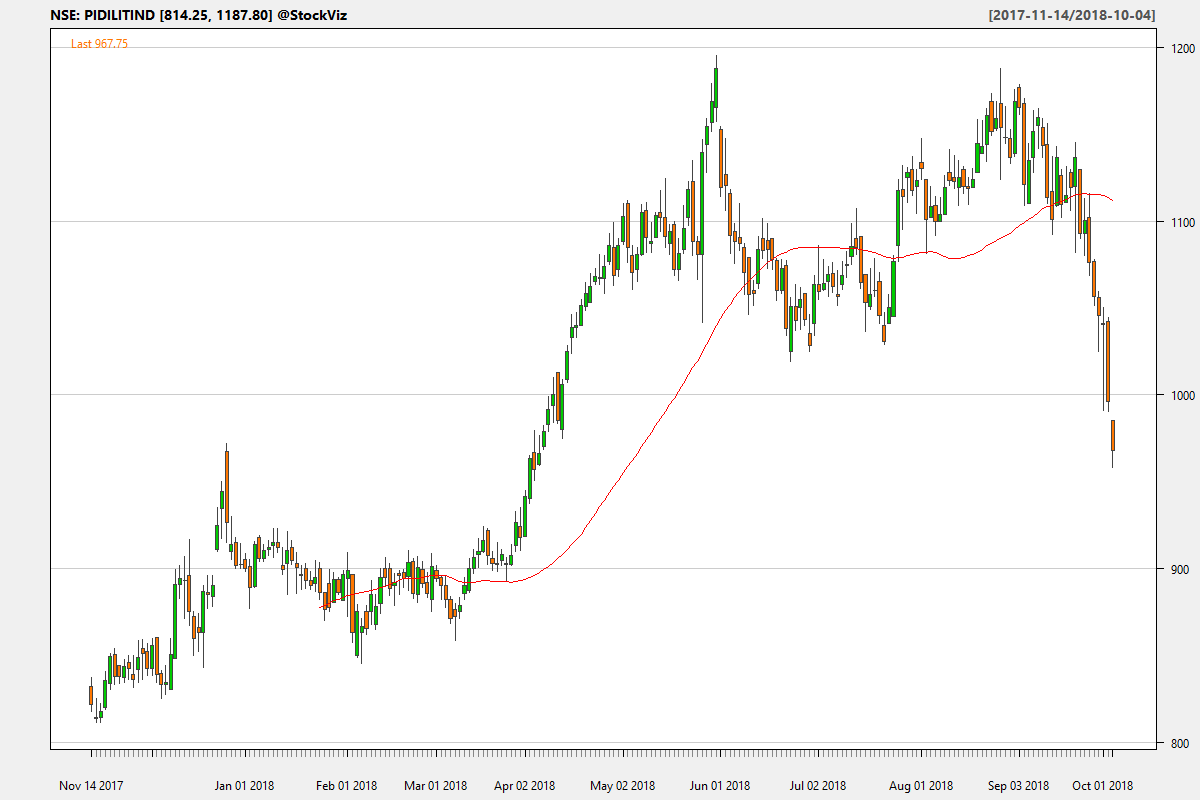 NSE: PIDILITIND [814.25, 1187.80] @StockViz [2017-11-14/2018-10-04]
Last 967.75
1200
1100
1000
900
800
Nov 14 2017 Jan 01 2018 Feb 01 2018 Mar 01 2018 Apr 02 2018 May 02 2018 Jun 01 2018 Jul 02 2018 Aug 01 2018 Sep 03 2018 Oct 01 2018